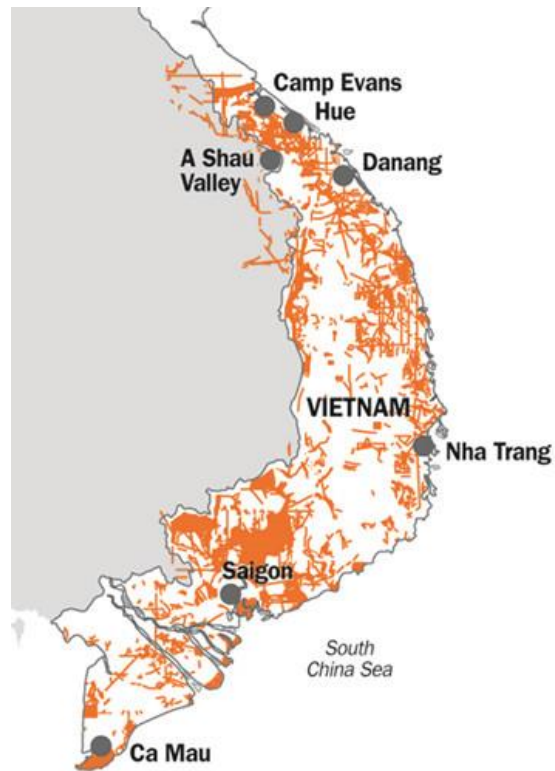 Camp Evans
Hue
A Shau
Valley
Danang
VIETNAM
Nha Trang
Saigon
South
China Sea
Ca Mau